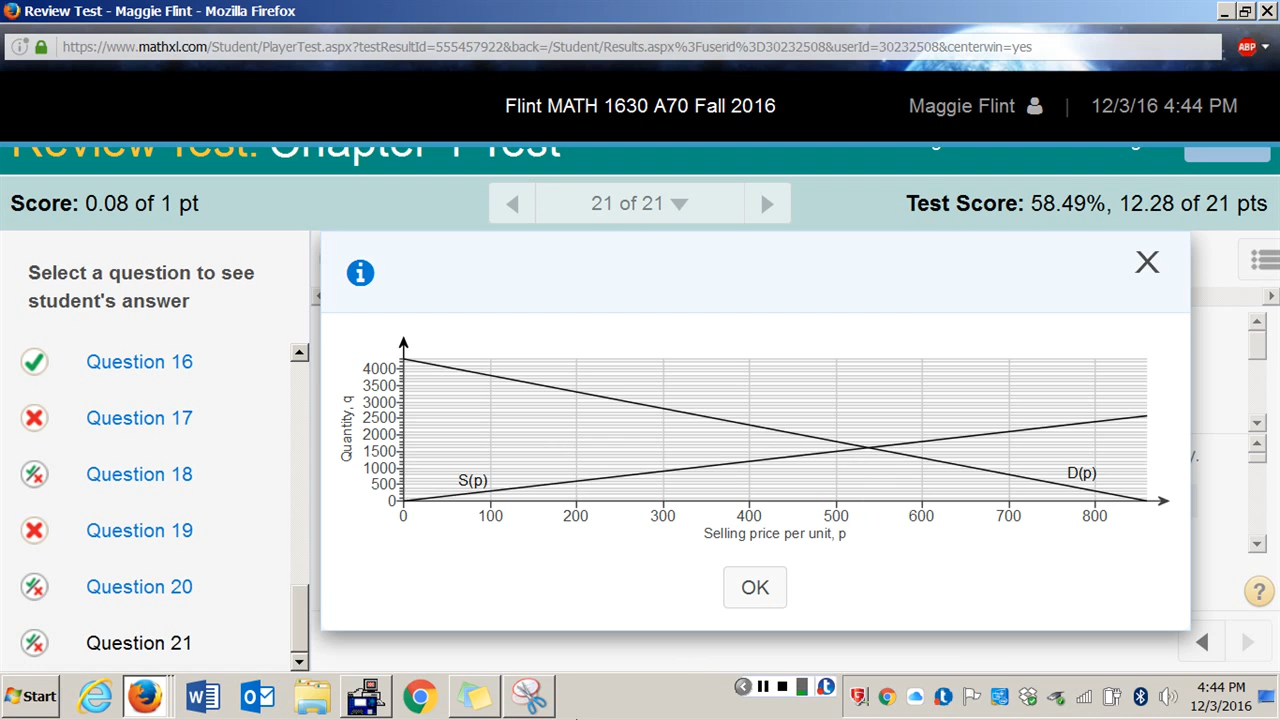 Review Test - Maggie Flint - Mozilla Firefox
https://www.mathxl.com/Student/PlayerTest.aspx?testResultId=555457922&back=/Student/Results.aspx%3Fuserid%3D30232508&userId=30232508&centerwin=yes
ABP
Flint MATH 1630 A70 Fall 2016
Maggie Flint | 12/3/16 4:44 PM
Review Test: Chapter 1 Test
Score: 0.08 of 1 pt
21 of 21
Test Score: 58.49%, 12.28 of 21 pts
Select a question to see
student's answer
Question 16
Question 17
Question 18
Question 19
Question 20
Question 21
X
Quantity, q
4000
3500
3000
2500
2000
1500
1000
500
0
S(p)
D(p)
0 100 200 300 400 500 600 700 800
Selling price per unit, p
OK
y.
?
Start
4:44 PM
12/3/2016